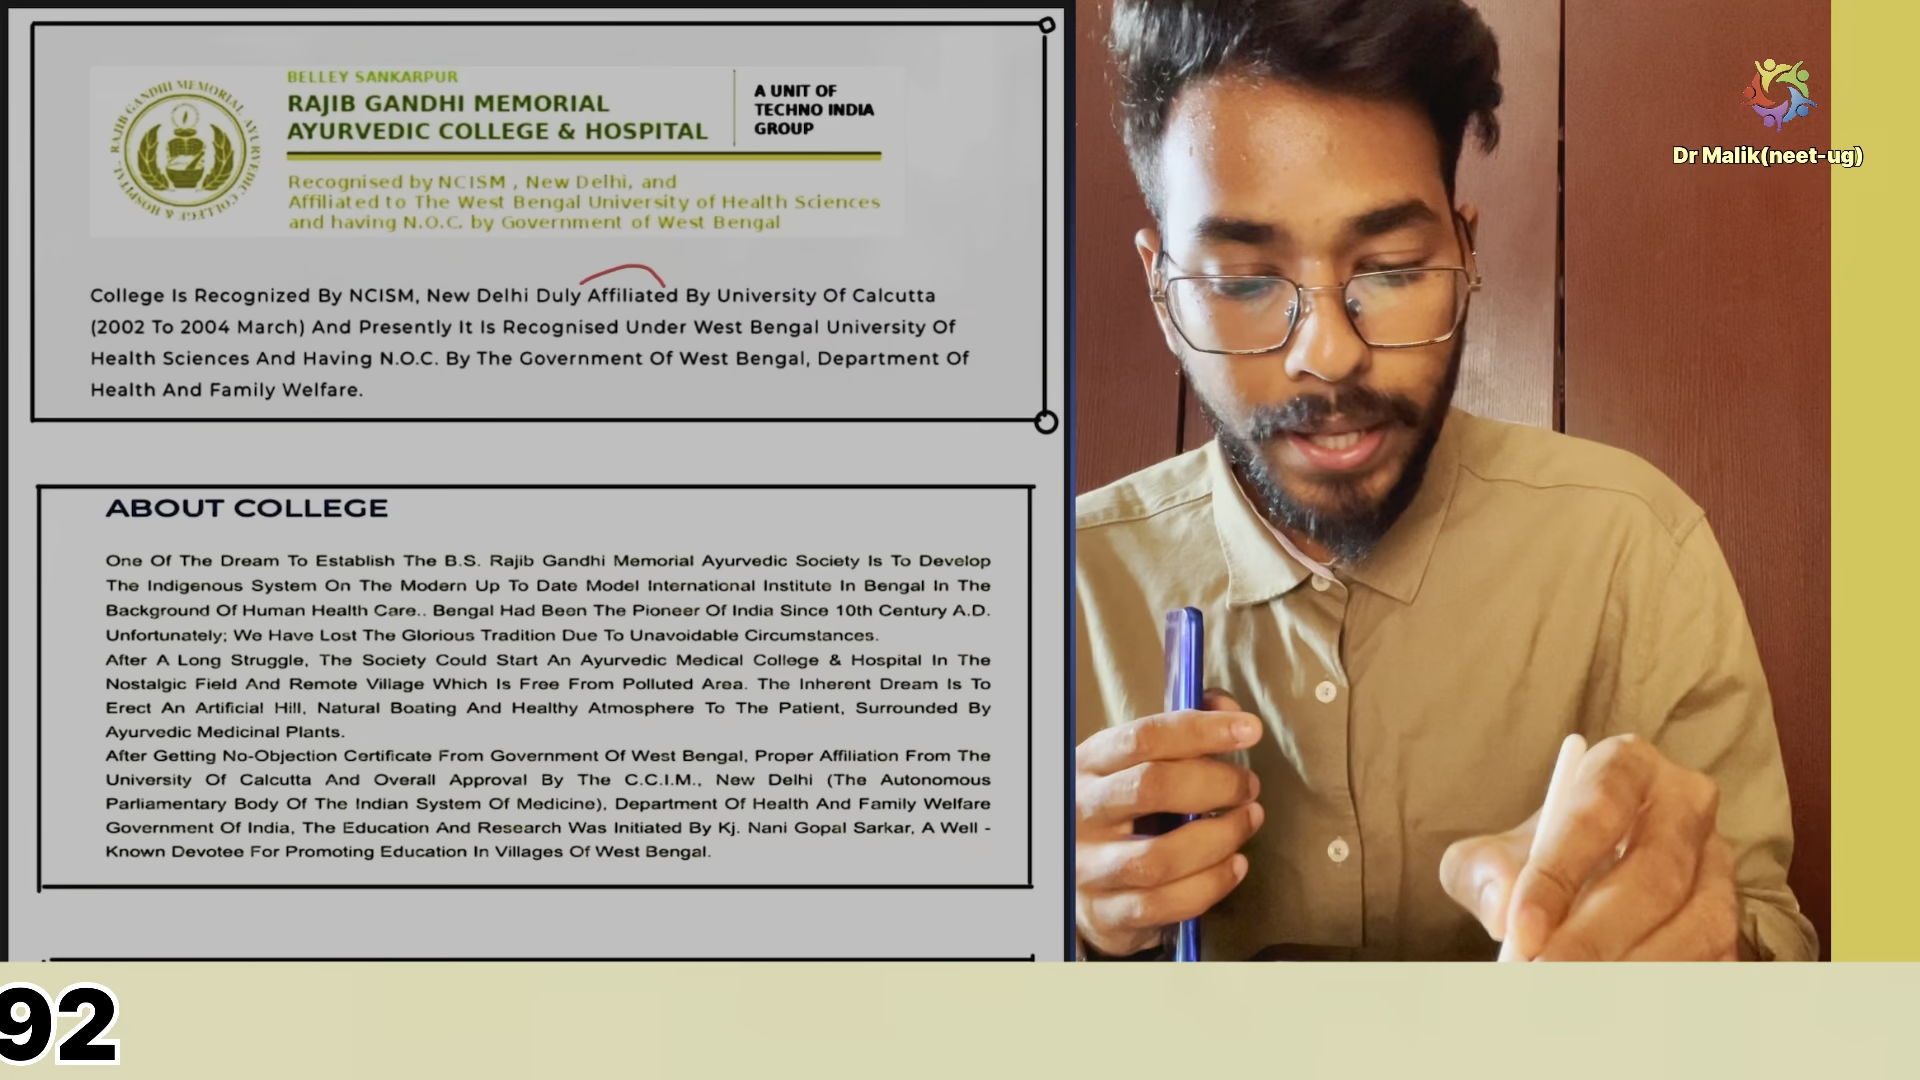 BELLEY SANKARPUR
RAJIB GANDHI MEMORIAL
AYURVEDIC COLLEGE & HOSPITAL
A UNIT OF
TECHNO INDIA
GROUP
RAJIB GANDHI MEMORIAL AYURVEDIC COLLEGE & HOSPITAL
Recognised by NCISM , New Delhi, and
Affiliated to The West Bengal University of Health Sciences
and having N.O.C. by Government of West Bengal
College Is Recognized By NCISM, New Delhi Duly Affiliated By University Of Calcutta
(2002 To 2004 March) And Presently It Is Recognised Under West Bengal University Of
Health Sciences And Having N.O.C. By The Government Of West Bengal, Department Of
Health And Family Welfare.
ABOUT COLLEGE
One Of The Dream To Establish The B.S. Rajib Gandhi Memorial Ayurvedic Society Is To Develop
The Indigenous System On The Modern Up To Date Model International Institute In Bengal In The
Background Of Human Health Care.. Bengal Had Been The Pioneer Of India Since 10th Century A.D.
Unfortunately; We Have Lost The Glorious Tradition Due To Unavoidable Circumstances.
After A Long Struggle, The Society Could Start An Ayurvedic Medical College & Hospital In The
Nostalgic Field And Remote Village Which Is Free From Polluted Area. The Inherent Dream Is To
Erect An Artificial Hill, Natural Boating And Healthy Atmosphere To The Patient, Surrounded By
Ayurvedic Medicinal Plants.
After Getting No-Objection Certificate From Government Of West Bengal, Proper Affiliation From The
University Of Calcutta And Overall Approval By The C.C.I.M., New Delhi (The Autonomous
Parliamentary Body Of The Indian System Of Medicine), Department Of Health And Family Welfare
Government Of India, The Education And Research Was Initiated By Kj. Nani Gopal Sarkar, A Well -
Known Devotee For Promoting Education In Villages Of West Bengal.
Dr Malik(neet-ug)
92